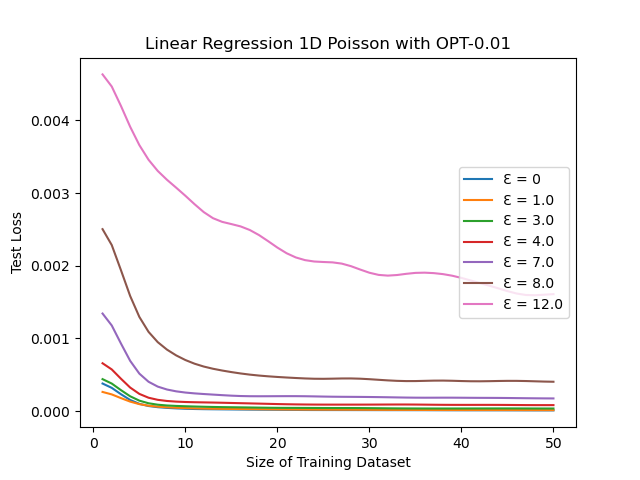 Linear Regression 1D Poisson with OPT-0.01
Test Loss
0.004
0.003
0.002
0.001
0.000
Ɛ = 0
Ɛ = 1.0
Ɛ = 3.0
Ɛ = 4.0
Ɛ = 7.0
Ɛ = 8.0
Ɛ = 12.0
0 10 20 30 40 50
Size of Training Dataset